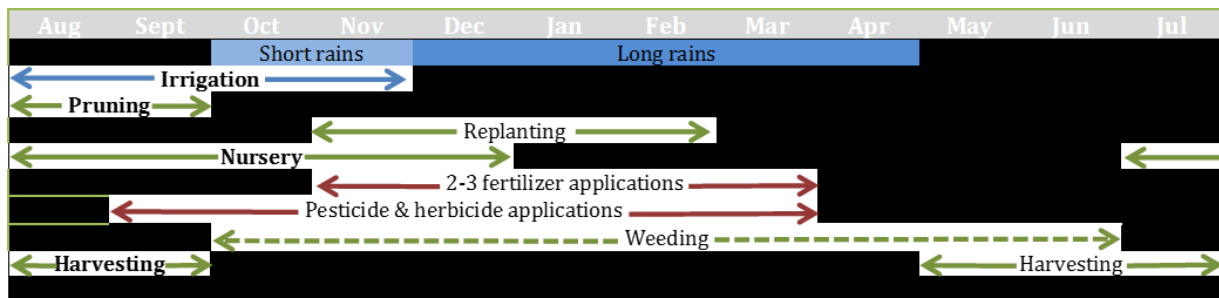 Aug Sept Oct Nov Dec Jan Feb Mar Apr May Jun Jul
Short rains Long rains
Irrigation
Pruning
Replanting
Nursery
2-3 fertilizer applications
Pesticide & herbicide applications
Weeding
Harvesting Harvesting